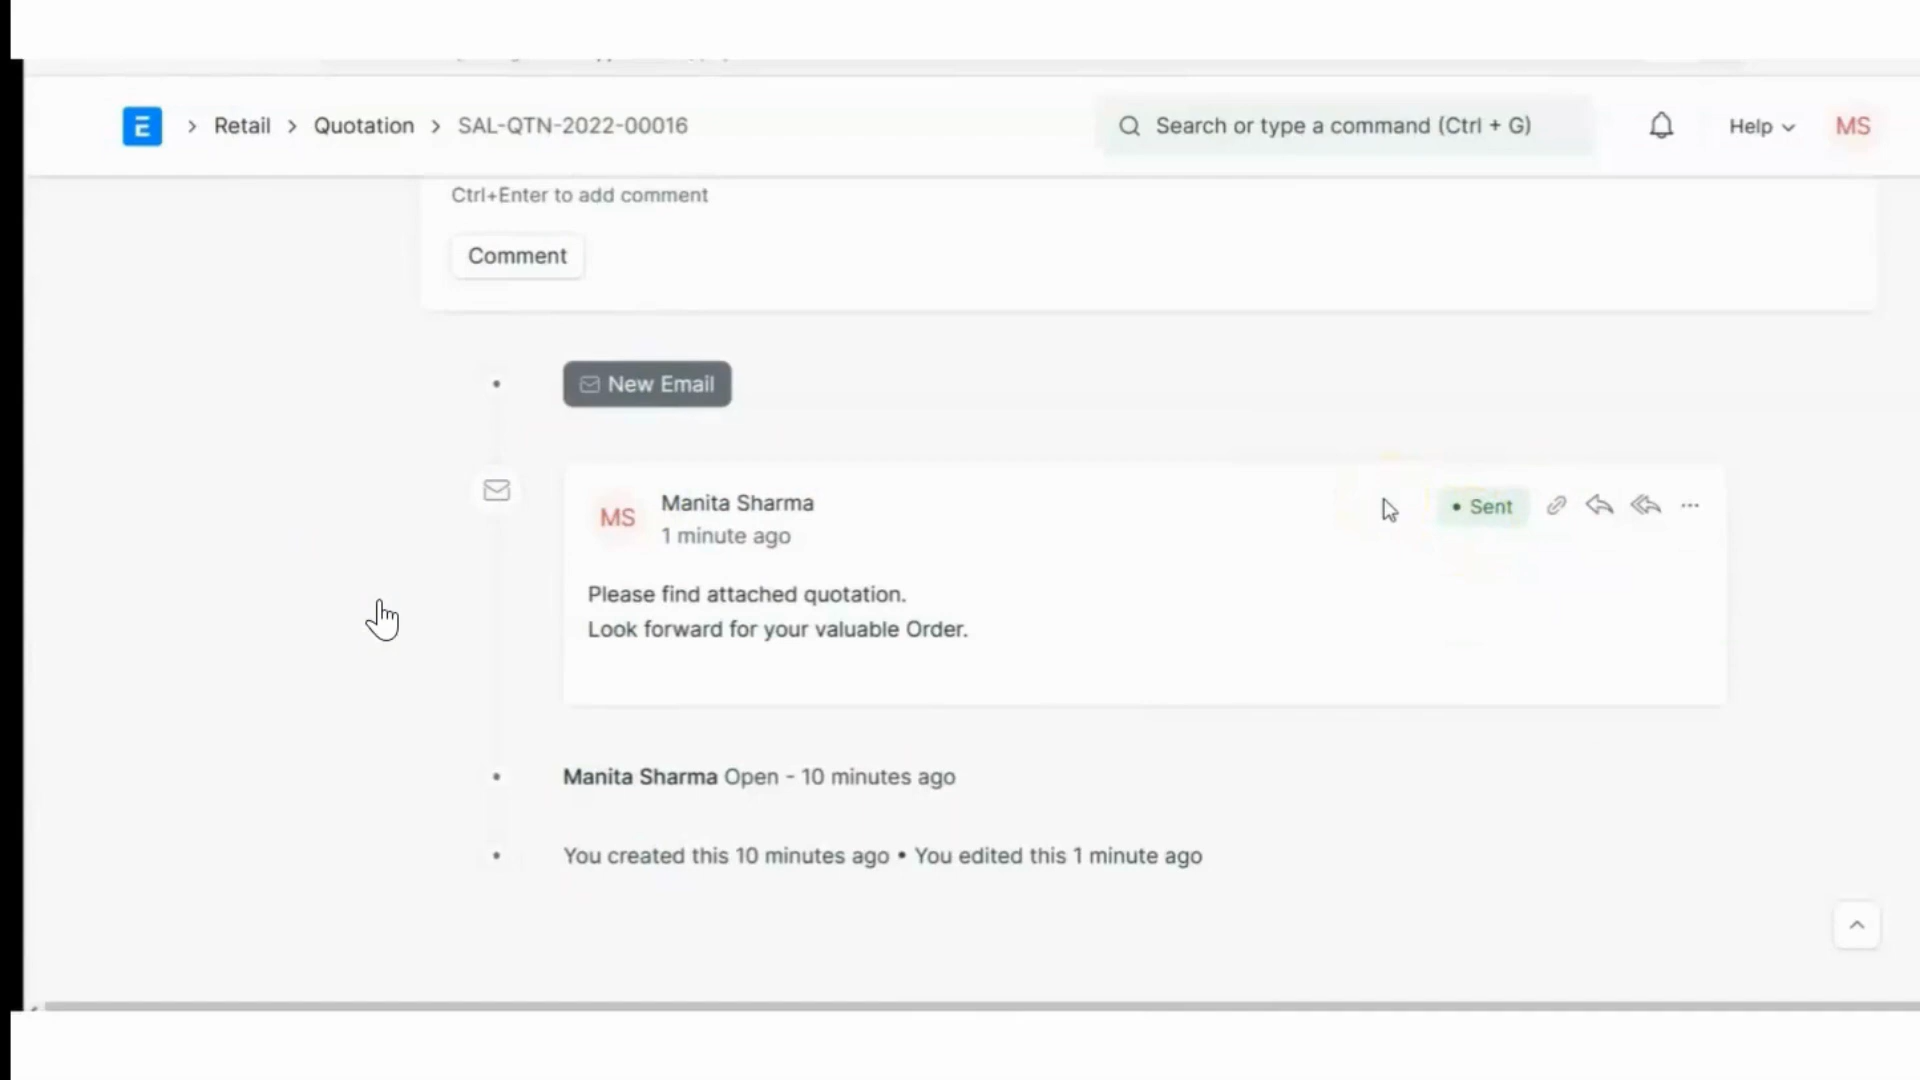 E > Retail > Quotation > SAL-QTN-2022-00016 Search or type a command (Ctrl + G) Help MS
Ctrl+Enter to add comment
Comment
New Email
MS Manita Sharma • Sent ···
1 minute ago
Please find attached quotation.
Look forward for your valuable Order.
Manita Sharma Open - 10 minutes ago
You created this 10 minutes ago • You edited this 1 minute ago